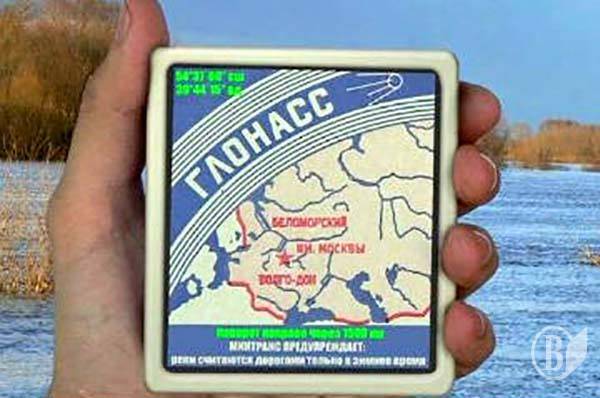 54°37'60" сш
39°44'15" вд
ГЛОНАСС
БЕЛОМОРСКИЙ
ИМ. МОСКВЫ
ВОЛГО-ДОН
поворот направо через 1500 км
МИНТРАНС ПРЕДУПРЕЖДАЕТ:
реки считаются дорогами только в зимнее время
В